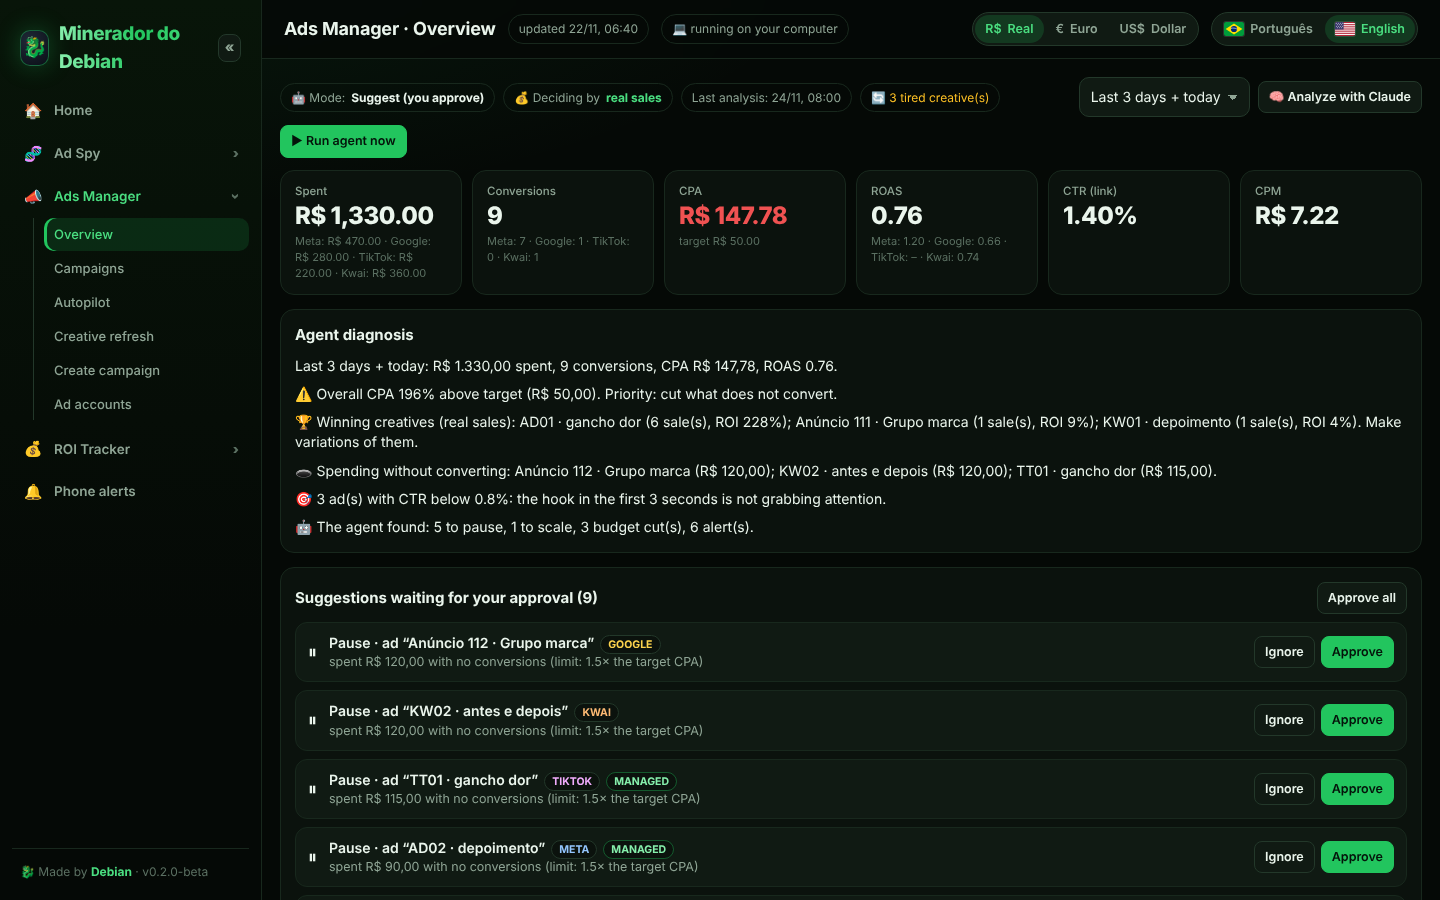 Minerador do
Debian
«
Home
Ad Spy
Ads Manager
Overview
Campaigns
Autopilot
Creative refresh
Create campaign
Ad accounts
ROI Tracker
Phone alerts
🐉 Made by Debian · v0.2.0-beta
Ads Manager · Overview
updated 22/11, 06:40
💻 running on your computer
R$ Real
€ Euro
US$ Dollar
Português
English
🤖 Mode: Suggest (you approve)
💰 Deciding by real sales
Last analysis: 24/11, 08:00
🔄 3 tired creative(s)
Last 3 days + today
🧠 Analyze with Claude
▶ Run agent now
Spent
R$ 1,330.00
Meta: R$ 470.00 · Google:
R$ 280.00 · TikTok: R$
220.00 · Kwai: R$ 360.00
Conversions
9
Meta: 7 · Google: 1 · TikTok:
0 · Kwai: 1
CPA
R$ 147.78
target R$ 50.00
ROAS
0.76
Meta: 1.20 · Google: 0.66 ·
TikTok: – · Kwai: 0.74
CTR (link)
1.40%
CPM
R$ 7.22
Agent diagnosis
Last 3 days + today: R$ 1.330,00 spent, 9 conversions, CPA R$ 147,78, ROAS 0.76.
⚠️ Overall CPA 196% above target (R$ 50,00). Priority: cut what does not convert.
🏆 Winning creatives (real sales): AD01 · gancho dor (6 sale(s), ROI 228%); Anúncio 111 · Grupo marca (1 sale(s), ROI 9%); KW01 · depoimento (1 sale(s), ROI 4%). Make
variations of them.
🕳️ Spending without converting: Anúncio 112 · Grupo marca (R$ 120,00); KW02 · antes e depois (R$ 120,00); TT01 · gancho dor (R$ 115,00).
🎯 3 ad(s) with CTR below 0.8%: the hook in the first 3 seconds is not grabbing attention.
🤖 The agent found: 5 to pause, 1 to scale, 3 budget cut(s), 6 alert(s).
Suggestions waiting for your approval (9)
Approve all
Pause · ad “Anúncio 112 · Grupo marca” GOOGLE
spent R$ 120,00 with no conversions (limit: 1.5× the target CPA)
Ignore
Approve
Pause · ad “KW02 · antes e depois” KWAI
spent R$ 120,00 with no conversions (limit: 1.5× the target CPA)
Ignore
Approve
Pause · ad “TT01 · gancho dor” TIKTOK MANAGED
spent R$ 115,00 with no conversions (limit: 1.5× the target CPA)
Ignore
Approve
Pause · ad “AD02 · depoimento” META MANAGED
spent R$ 90,00 with no conversions (limit: 1.5× the target CPA)
Ignore
Approve